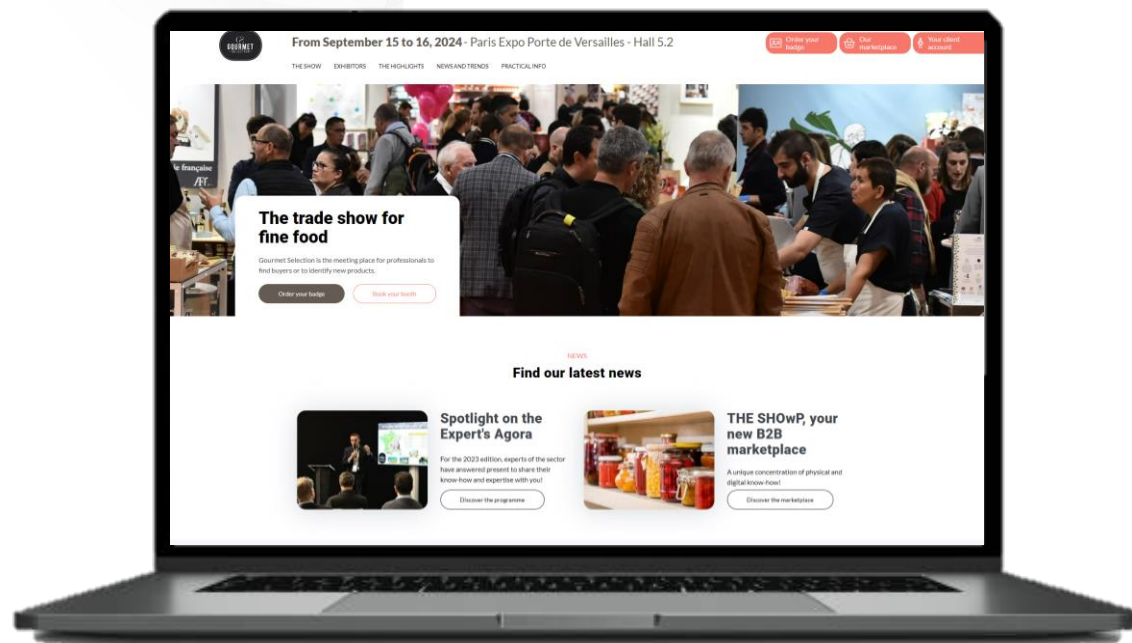 GOURMET
From September 15 to 16, 2024 - Paris Expo Porte de Versailles - Hall 5.2
Order your
badge
Our
marketplace
Your client
account
THE SHOW EXHIBITORS THE HIGHLIGHTS NEWS AND TRENDS PRACTICAL INFO
française
The trade show for
fine food
Gourmet Selection is the meeting place for professionals to
find buyers or to identify new products.
Order your badge
Book your booth
NEWS
Find our latest news
Spotlight on the
Expert's Agora
For the 2023 edition, experts of the sector
have answered present to share their
know-how and expertise with you!
Discover the programme
THE SHOwP, your
new B2B
marketplace
A unique concentration of physical and
digital know-how!
Discover the marketplace